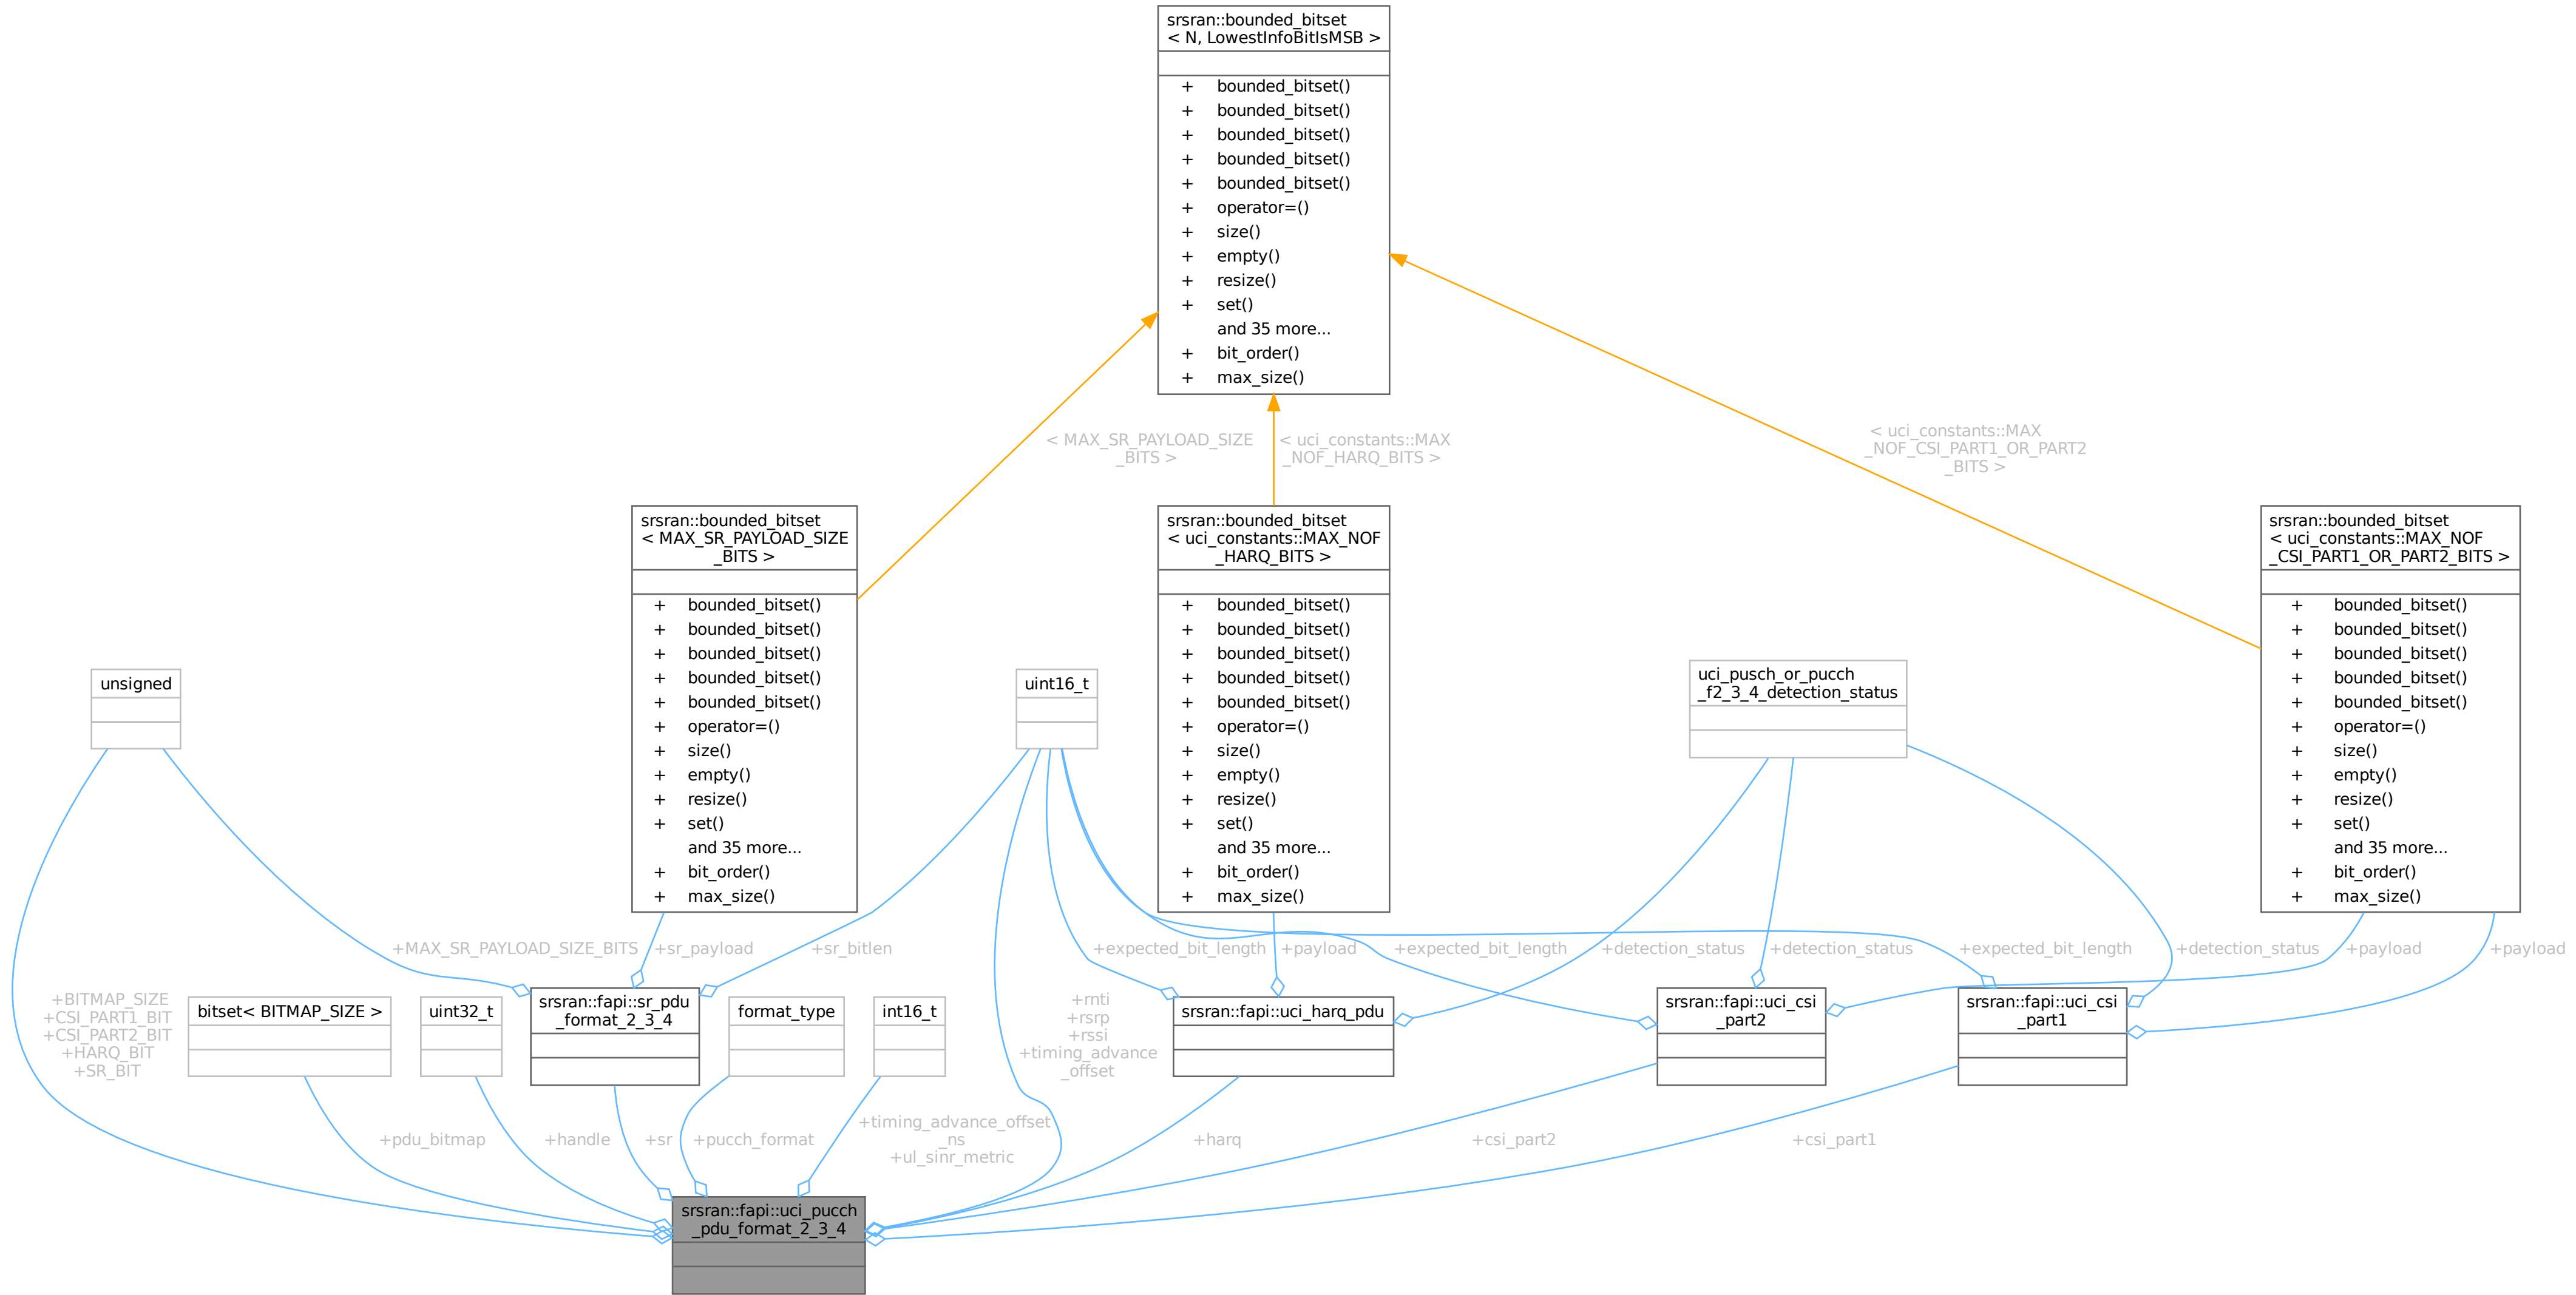 srsran::bounded_bitset
< N, LowestInfoBitIsMSB >
+ bounded_bitset()
+ bounded_bitset()
+ bounded_bitset()
+ bounded_bitset()
+ bounded_bitset()
+ operator=()
+ size()
+ empty()
+ resize()
+ set()
and 35 more...
+ bit_order()
+ max_size()
< MAX_SR_PAYLOAD_SIZE
_BITS >
< uci_constants::MAX
_NOF_HARQ_BITS >
< uci_constants::MAX
_NOF_CSI_PART1_OR_PART2
_BITS >
srsran::bounded_bitset
< MAX_SR_PAYLOAD_SIZE
_BITS >
+ bounded_bitset()
+ bounded_bitset()
+ bounded_bitset()
+ bounded_bitset()
+ bounded_bitset()
+ operator=()
+ size()
+ empty()
+ resize()
+ set()
and 35 more...
+ bit_order()
+ max_size()
srsran::bounded_bitset
< uci_constants::MAX_NOF
_HARQ_BITS >
+ bounded_bitset()
+ bounded_bitset()
+ bounded_bitset()
+ bounded_bitset()
+ bounded_bitset()
+ operator=()
+ size()
+ empty()
+ resize()
+ set()
and 35 more...
+ bit_order()
+ max_size()
srsran::bounded_bitset
< uci_constants::MAX_NOF
_CSI_PART1_OR_PART2_BITS >
+ bounded_bitset()
+ bounded_bitset()
+ bounded_bitset()
+ bounded_bitset()
+ bounded_bitset()
+ operator=()
+ size()
+ empty()
+ resize()
+ set()
and 35 more...
+ bit_order()
+ max_size()
unsigned
uint16_t
uci_pusch_or_pucch
_f2_3_4_detection_status
+MAX_SR_PAYLOAD_SIZE_BITS
+sr_payload
+sr_bitlen
+expected_bit_length
+payload
+expected_bit_length
+detection_status
+detection_status
+expected_bit_length
+detection_status
+payload
+payload
+BITMAP_SIZE
+CSI_PART1_BIT
+CSI_PART2_BIT
+HARQ_BIT
+SR_BIT
bitset< BITMAP_SIZE >
uint32_t
srsran::fapi::sr_pdu
_format_2_3_4
format_type
int16_t
+rnti
+rsrp
+rssi
+timing_advance
_offset
srsran::fapi::uci_harq_pdu
srsran::fapi::uci_csi
_part2
srsran::fapi::uci_csi
_part1
+pdu_bitmap
+handle
+sr
+pucch_format
+timing_advance_offset
_ns
+ul_sinr_metric
+harq
+csi_part2
+csi_part1
srsran::fapi::uci_pucch
_pdu_format_2_3_4